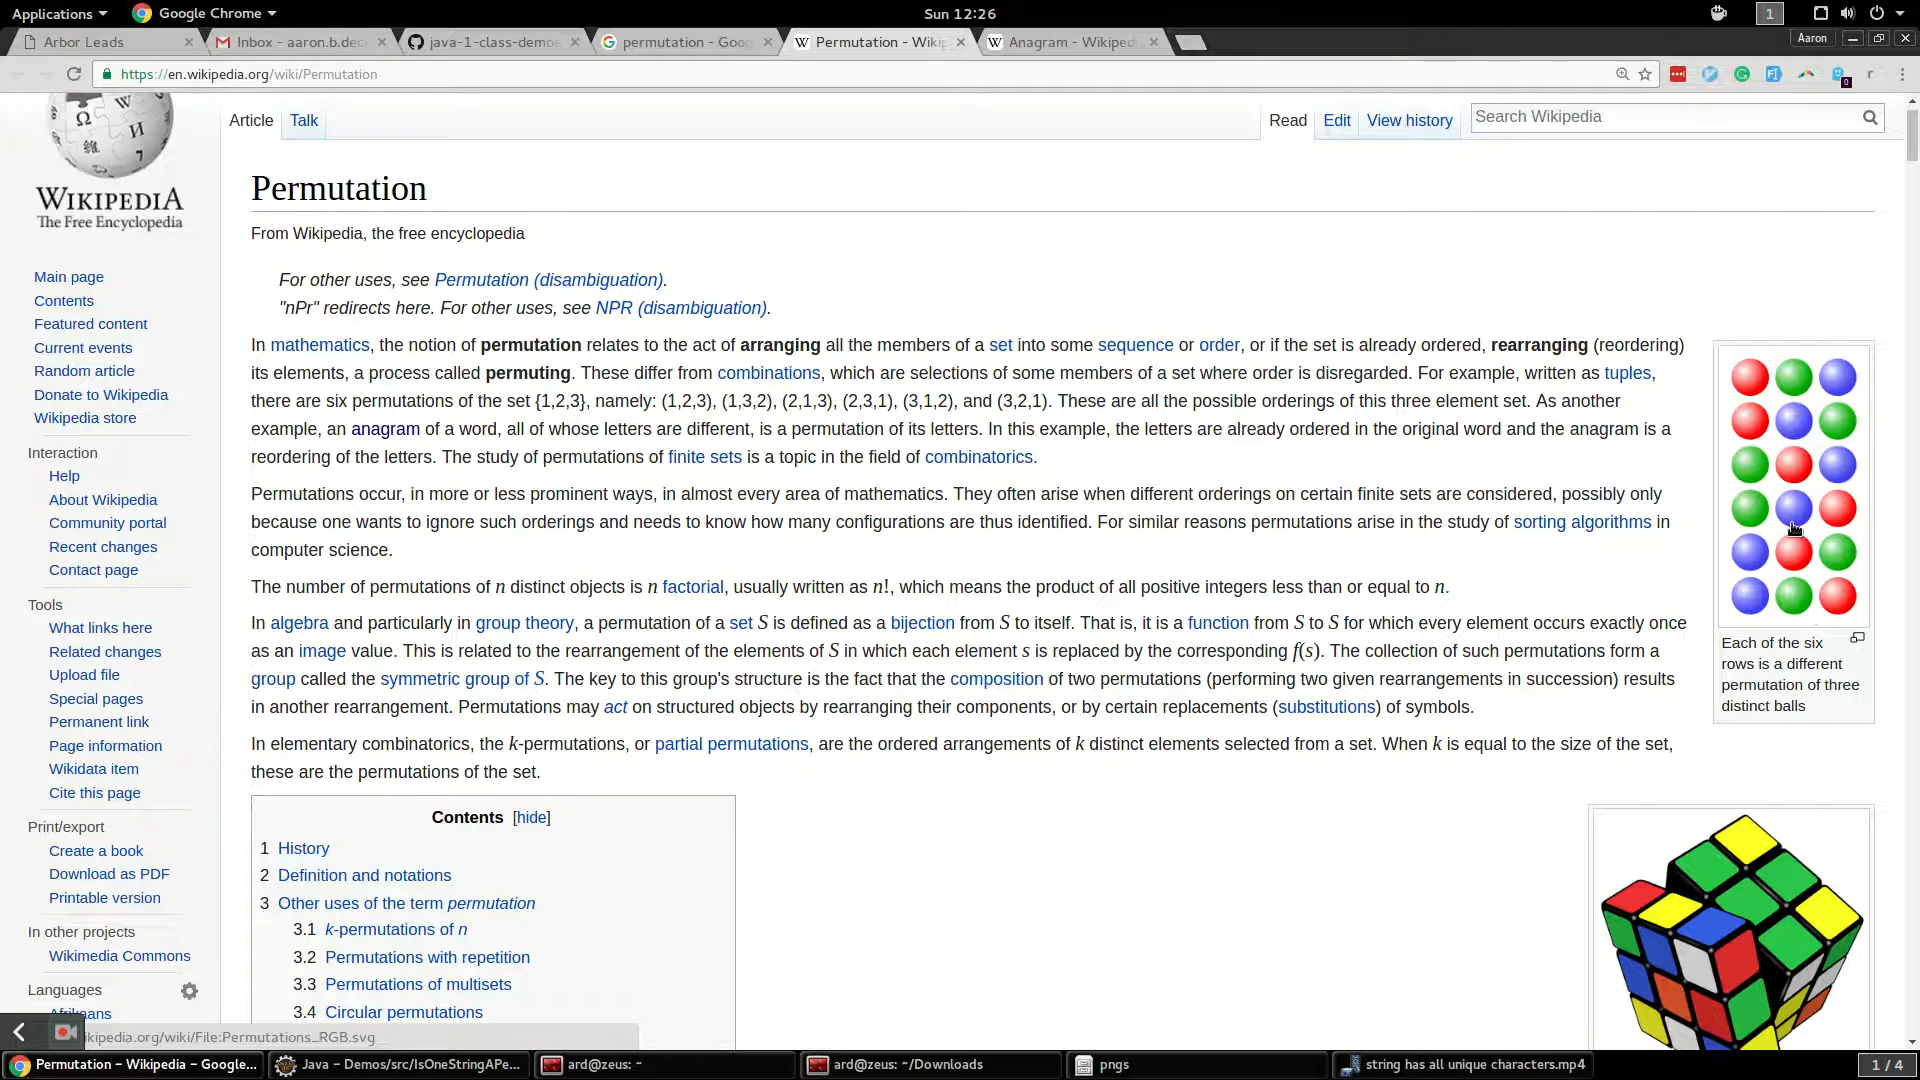 Applications
Google Chrome
Sun 12:26
1
Arbor Leads
Inbox - aaron.b.dec
java-1-class-demo
permutation - Goog
Permutation - Wikip
Anagram - Wikiped
Aaron
https://en.wikipedia.org/wiki/Permutation
WIKIPEDIA
The Free Encyclopedia
Article
Talk
Read
Edit
View history
Search Wikipedia
Permutation
From Wikipedia, the free encyclopedia
For other uses, see Permutation (disambiguation).
"nPr" redirects here. For other uses, see NPR (disambiguation).
In mathematics, the notion of permutation relates to the act of arranging all the members of a set into some sequence or order, or if the set is already ordered, rearranging (reordering)
its elements, a process called permuting. These differ from combinations, which are selections of some members of a set where order is disregarded. For example, written as tuples,
there are six permutations of the set {1,2,3}, namely: (1,2,3), (1,3,2), (2,1,3), (2,3,1), (3,1,2), and (3,2,1). These are all the possible orderings of this three element set. As another
example, an anagram of a word, all of whose letters are different, is a permutation of its letters. In this example, the letters are already ordered in the original word and the anagram is a
reordering of the letters. The study of permutations of finite sets is a topic in the field of combinatorics.
Permutations occur, in more or less prominent ways, in almost every area of mathematics. They often arise when different orderings on certain finite sets are considered, possibly only
because one wants to ignore such orderings and needs to know how many configurations are thus identified. For similar reasons permutations arise in the study of sorting algorithms in
computer science.
The number of permutations of n distinct objects is n factorial, usually written as n!, which means the product of all positive integers less than or equal to n.
In algebra and particularly in group theory, a permutation of a set S is defined as a bijection from S to itself. That is, it is a function from S to S for which every element occurs exactly once
as an image value. This is related to the rearrangement of the elements of S in which each element s is replaced by the corresponding f(s). The collection of such permutations form a
group called the symmetric group of S. The key to this group's structure is the fact that the composition of two permutations (performing two given rearrangements in succession) results
in another rearrangement. Permutations may act on structured objects by rearranging their components, or by certain replacements (substitutions) of symbols.
In elementary combinatorics, the k-permutations, or partial permutations, are the ordered arrangements of k distinct elements selected from a set. When k is equal to the size of the set,
these are the permutations of the set.
Each of the six
rows is a different
permutation of three
distinct balls
Contents [hide]
1 History
2 Definition and notations
3 Other uses of the term permutation
3.1 k-permutations of n
3.2 Permutations with repetition
3.3 Permutations of multisets
3.4 Circular permutations
Main page
Contents
Featured content
Current events
Random article
Donate to Wikipedia
Wikipedia store
Interaction
Help
About Wikipedia
Community portal
Recent changes
Contact page
Tools
What links here
Related changes
Upload file
Special pages
Permanent link
Page information
Wikidata item
Cite this page
Print/export
Create a book
Download as PDF
Printable version
In other projects
Wikimedia Commons
Languages
Afrikaans
ikipedia.org/wiki/File:Permutations_RGB.svg
Permutation – Wikipedia – Google...
Java – Demos/src/IsOneStringAPe...
ard@zeus: ~
ard@zeus: ~/Downloads
pngs
string has all unique characters.mp4
1 / 4